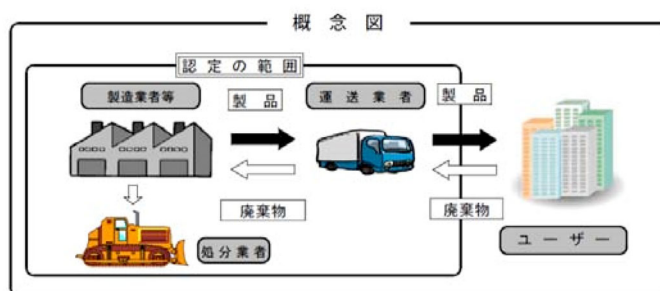 概念図
認定の範囲
製造業者等
製品
運送業者
製品
廃棄物
廃棄物
処分業者
ユーザー